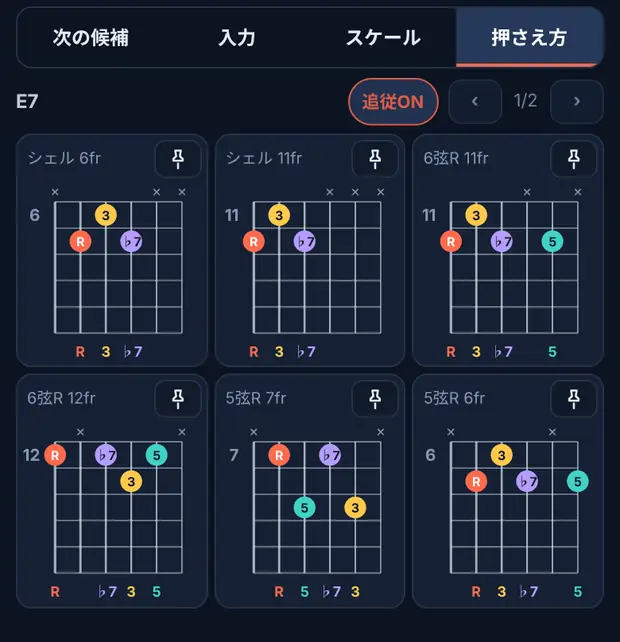 次の候補 入力 スケール 押さえ方
E7 追従ON ‹ 1/2 ›
シェル 6fr シェル 11fr 6弦R 11fr
× × × × × × × ×
6 3 11 3 11 3
R ♭7 R ♭7 R ♭7 5
R 3 ♭7 R 3 ♭7 R 3 ♭7 5
6弦R 12fr 5弦R 7fr 5弦R 6fr
× × × × × ×
12 R ♭7 5 7 R ♭7 6 3
3 R ♭7 5
5 3
R ♭7 3 5 R 5 ♭7 3 R 3 ♭7 5